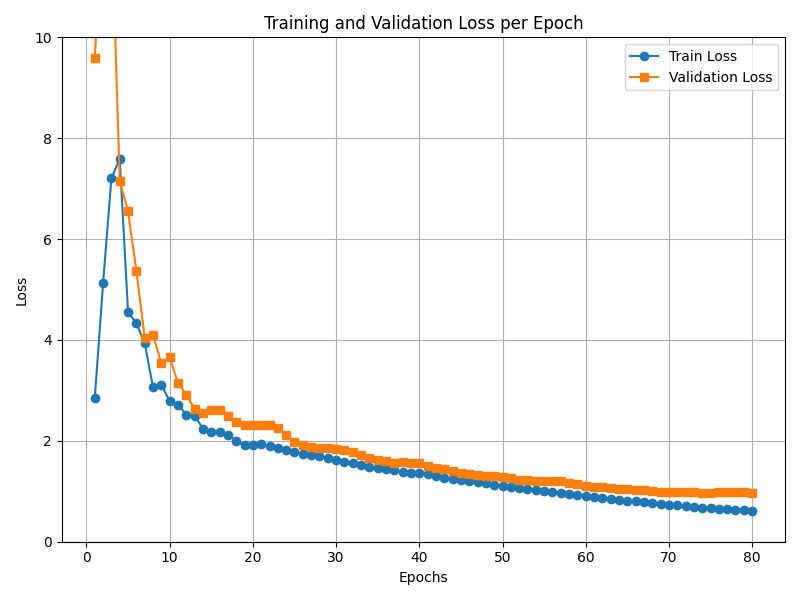 Training and Validation Loss per Epoch
10
8
6
4
2
0
Loss
Train Loss
Validation Loss
0 10 20 30 40 50 60 70 80
Epochs